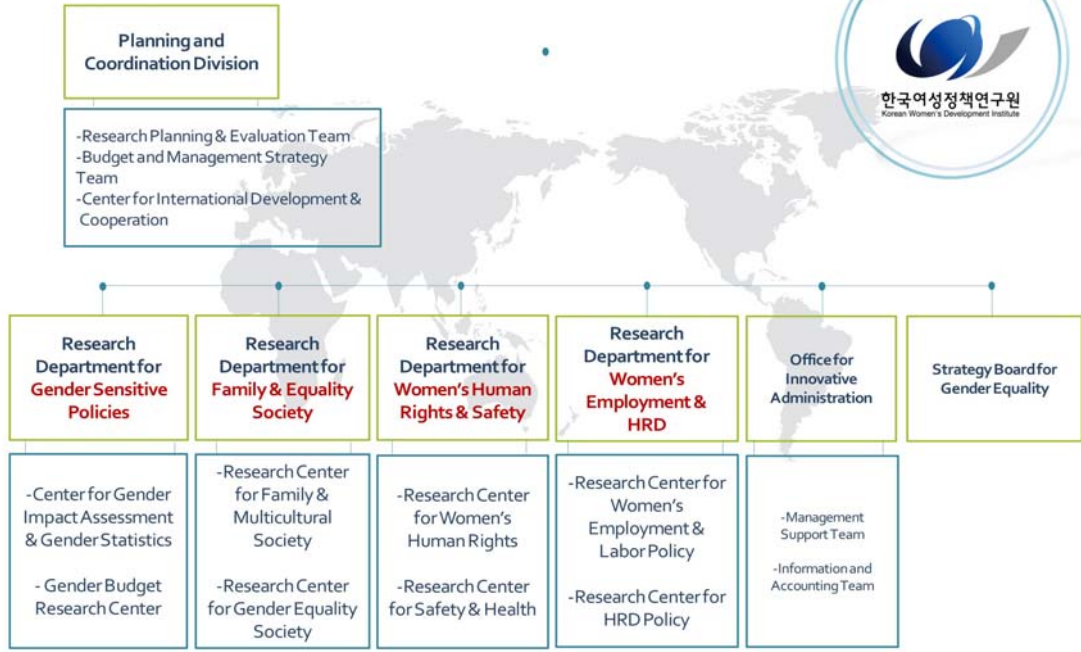 Planning and
Coordination Division
한국여성정책연구원
Korean Women's Development Institute
-Research Planning & Evaluation Team
-Budget and Management Strategy
Team
-Center for International Development &
Cooperation
Research
Department for
Gender Sensitive
Policies
Research
Department for
Family & Equality
Society
Research
Department for
Women's Human
Rights & Safety
Research
Department for
Women's
Employment &
HRD
Office for
Innovative
Administration
Strategy Board for
Gender Equality
-Center for Gender
Impact Assessment
& Gender Statistics
- Gender Budget
Research Center
-Research Center
for Family &
Multicultural
Society
-Research Center
for Gender Equality
Society
-Research Center
for Women's
Human Rights
-Research Center
for Safety & Health
-Research Center for
Women's
Employment &
Labor Policy
-Research Center for
HRD Policy
-Management
Support Team
-Information and
Accounting Team